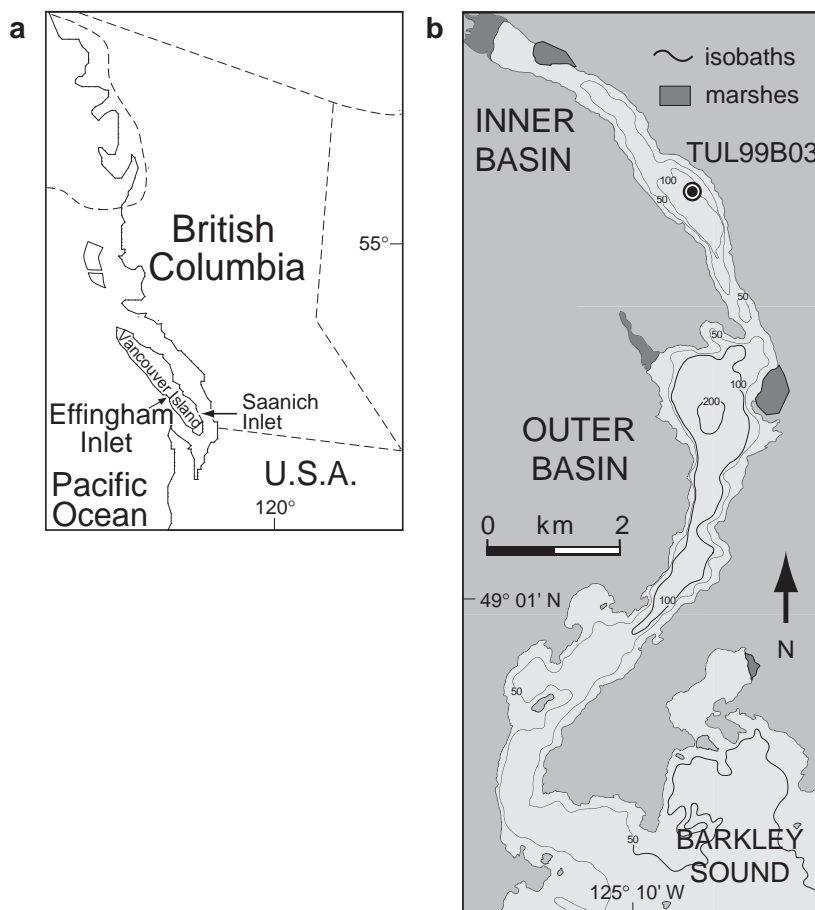 a
British
Columbia
55°
Vancouver Island
Effingham
Inlet
Saanich
Inlet
Pacific
Ocean
U.S.A.
120°
b
isobaths
marshes
INNER
BASIN
TUL99B03
100
50
50
50
100
200
OUTER
BASIN
0 km 2
49° 01' N
100
N
50
50
BARKLEY
SOUND
125° 10' W